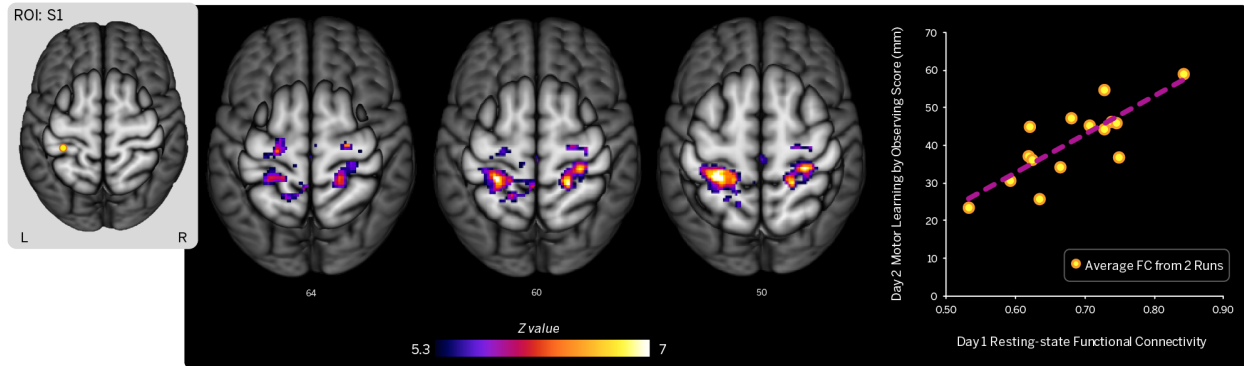 ROI: S1
L
R
64
60
50
Z value
5.3
7
Day 2 Motor Learning by Observing Score (mm)
70
60
50
40
30
20
10
0
0.50
0.60
0.70
0.80
0.90
Average FC from 2 Runs
Day 1 Resting-state Functional Connectivity